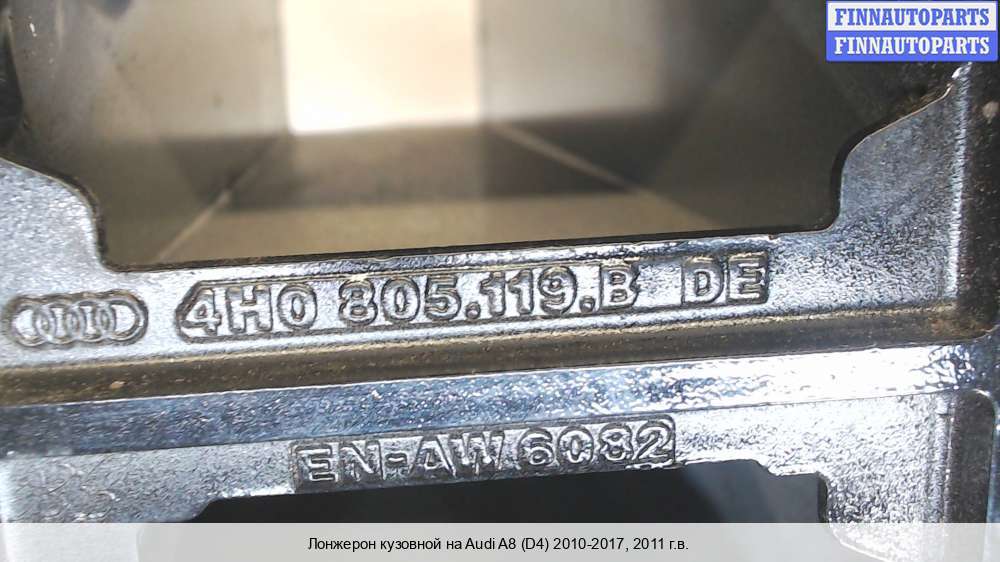 FINNAUTOPARTS
FINNAUTOPARTS
4H0 805.119.B DE
EN-AW 6082
Лонжерон кузовной на Audi A8 (D4) 2010-2017, 2011 г.в.